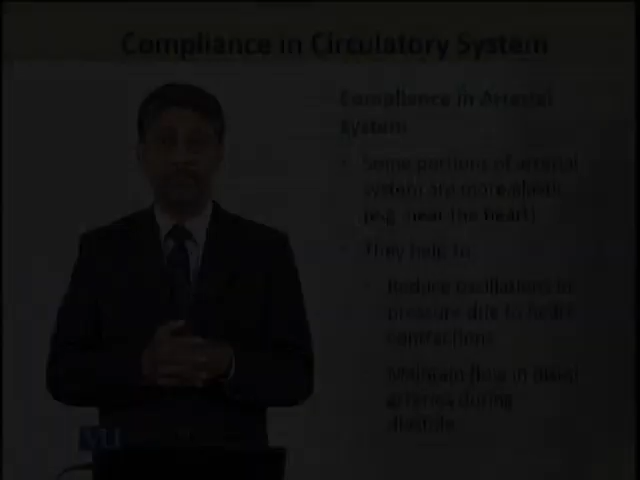 Compliance in Circulatory System
Compliance in Arterial
System
• Some portions of arterial
system are more elastic
(e.g. near the heart)
• They help to:
• Reduce oscillations in
pressure due to heart
contractions
• Maintain flow in distal
arteries during
diastole